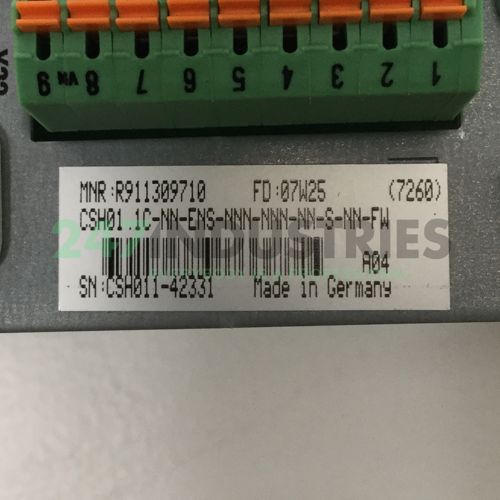 9 8 7 6 5 4 3 2 1
MNR:R911309710 FD:07W25 (7260)
CSH01.1C-NN-ENS-NNN-NNN-NN-S-NN-FW
247INDUSTRIES
A04
SN:CSH011-42331 Made in Germany